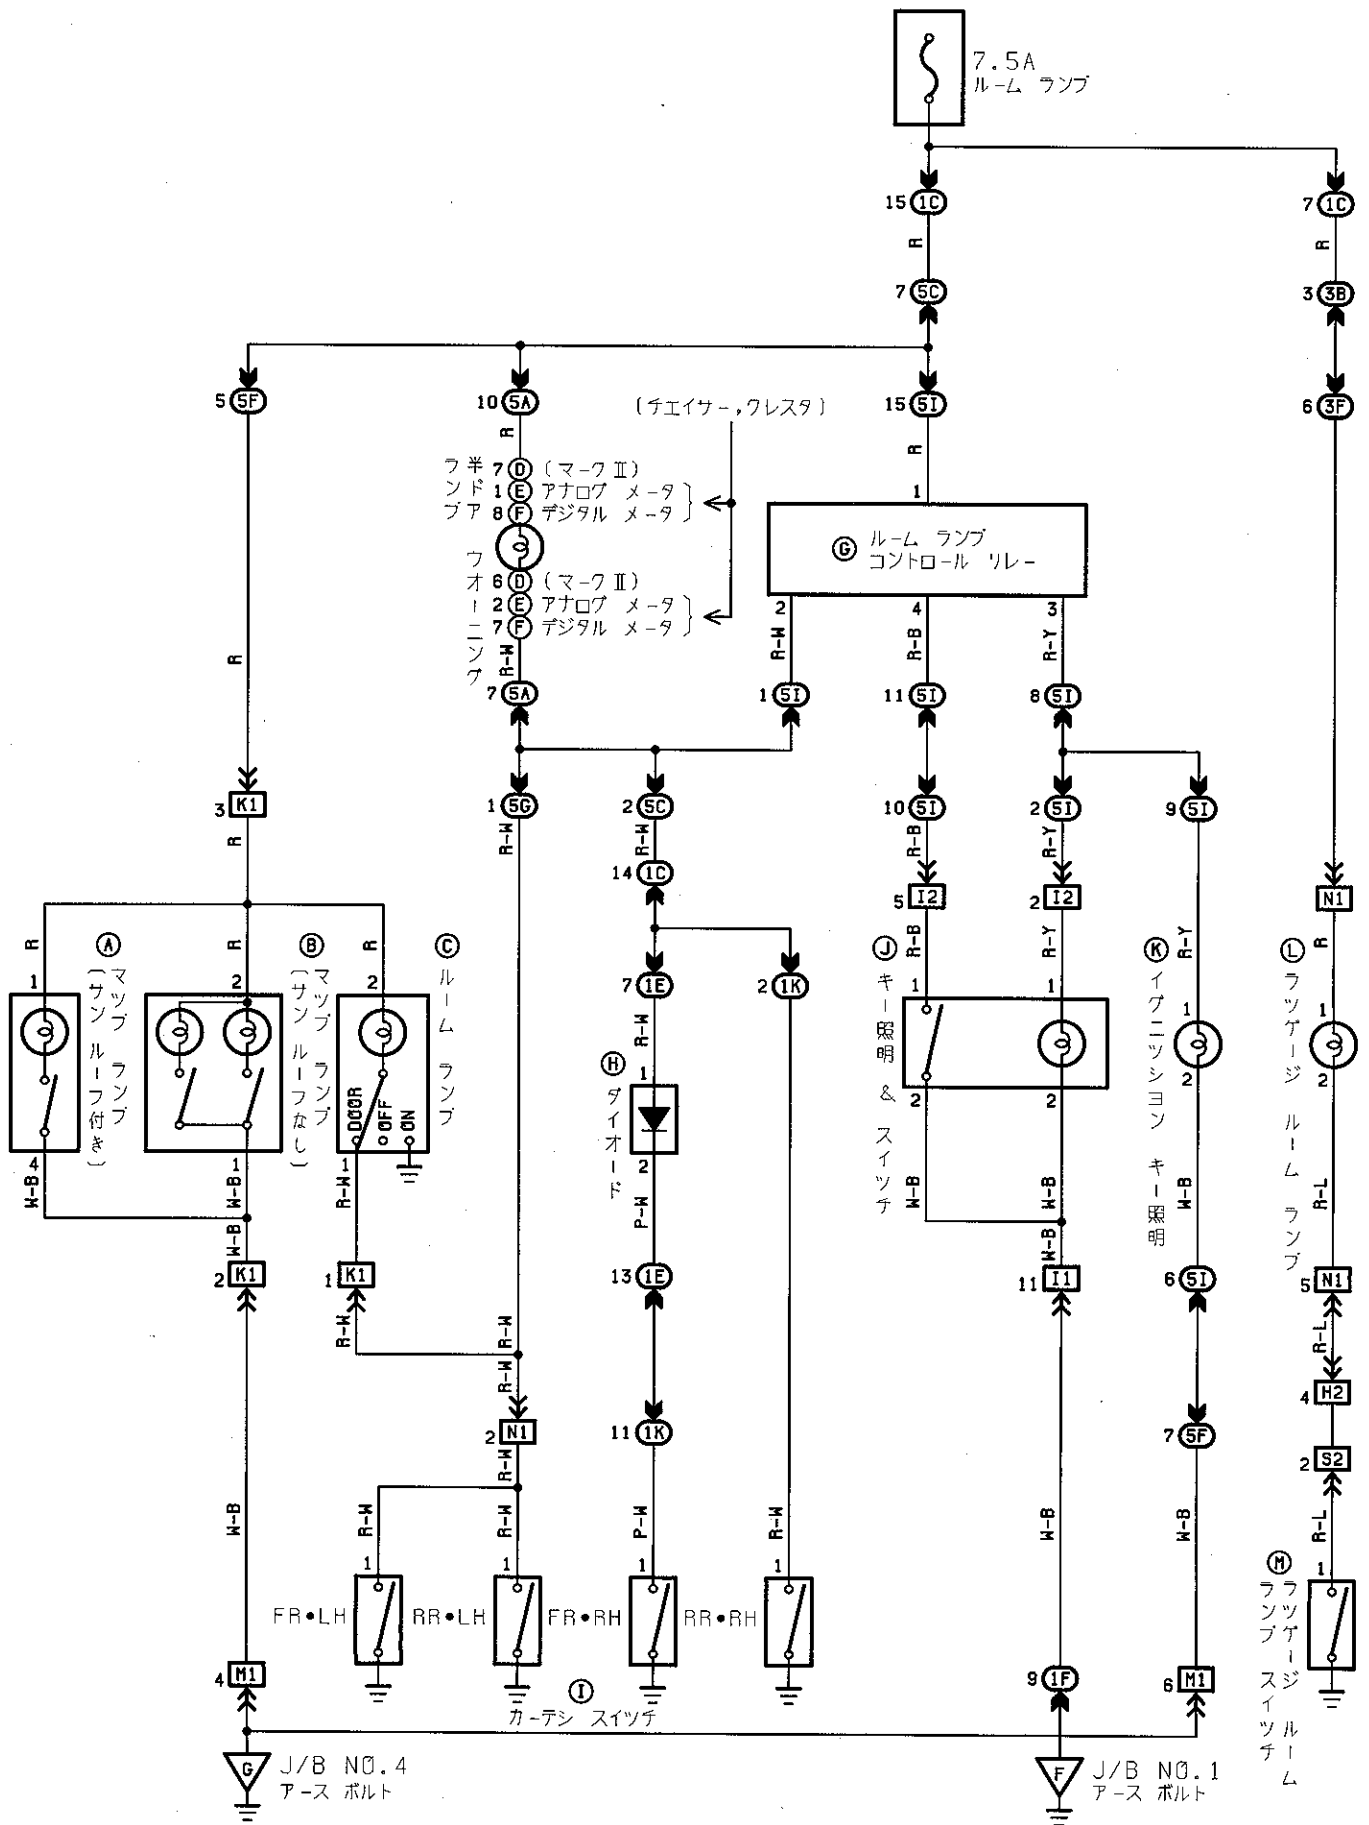 7.5A
ルーム ランプ
15 1C
7 1C
R
R
7 5C
3 3B
5 5F
10 5A
(チエイサー,クレスタ)
15 5I
6 3F
R
R
半ドア
ランプ
ウオーニング
7 D (マークⅡ)
1 E アナログ メータ
8 F デジタル メータ
1
G ルーム ランプ
コントロール リレー
6 D (マークⅡ)
2 E アナログ メータ
7 F デジタル メータ
2 4 3
R
R-W
R-W
R-B
R-Y
7 5A
1 5I
11 5I
8 5I
3 K1
1 5G
2 5C
10 5I
2 5I
9 5I
R
R-W
R-W
R-B
R-Y
14 1C
5 I2
2 I2
N1
R
R
R
R-B
R-Y
R-Y
R
A
マツプ ランプ
(サン ルーフ付き)
B
マツプ ランプ
(サン ルーフなし)
C
ルーム ランプ
7 1E
2 1K
J
キー照明 & スイツチ
K
イグニツシヨン キー照明
L
ラツゲージ ルーム ランプ
1 2 2
R-W
1 1 1 1
H
ダイオード
1
2
DOOR
OFF
ON
2 2 2 2
4 1 1
W-B
W-B
R-W
P-W
W-B
W-B
W-B
R-L
W-B
W-B
2 K1
1 K1
13 1E
11 I1
6 5I
5 N1
R-W
R-W
R-W
R-L
4 H2
2 N1
11 1K
7 5F
2 S2
R-W
W-B
R-W
R-W
P-W
R-W
W-B
W-B
R-L
1 1 1 1 1
M
ラツゲージ ルーム
ランプ スイツチ
FR•LH
RR•LH
FR•RH
RR•RH
4 M1
9 1F
6 M1
I
カーテシ スイツチ
G
J/B NO.4
アース ボルト
F
J/B NO.1
アース ボルト